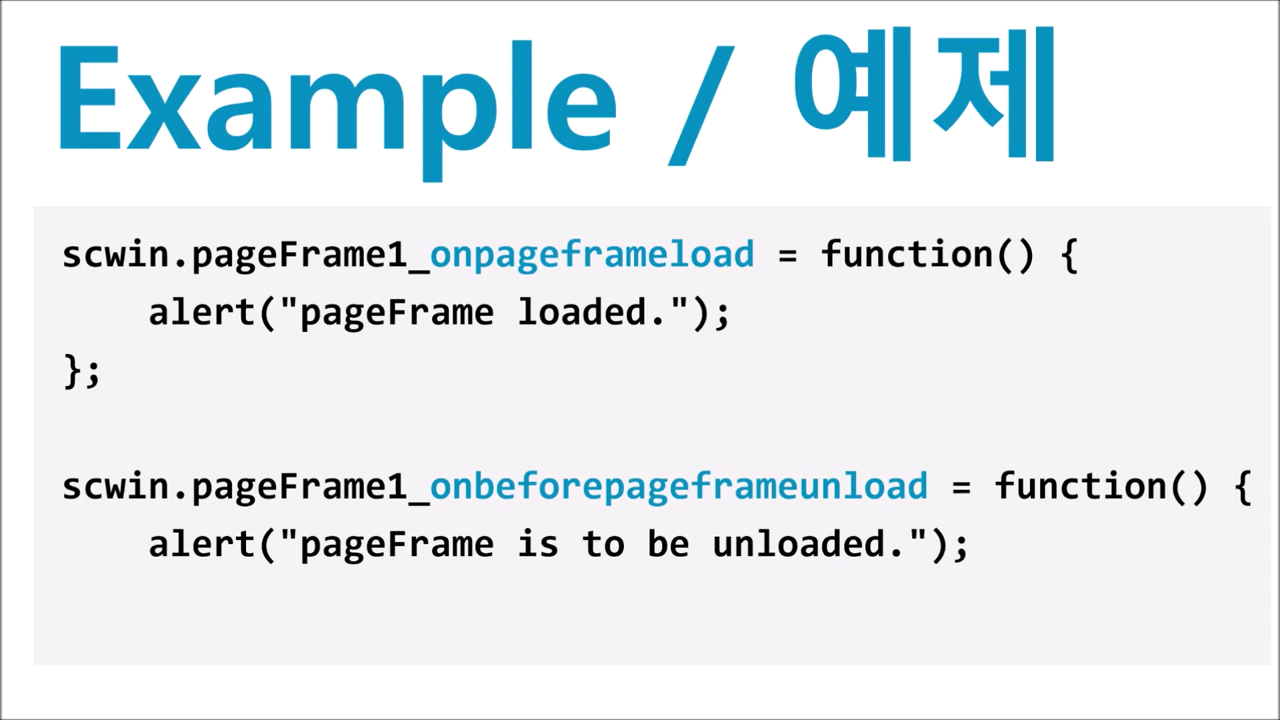 Example / 예제
scwin.pageFrame1_onpageframeload = function() {
    alert("pageFrame loaded.");
};
scwin.pageFrame1_onbeforepageframeunload = function() {
    alert("pageFrame is to be unloaded.");